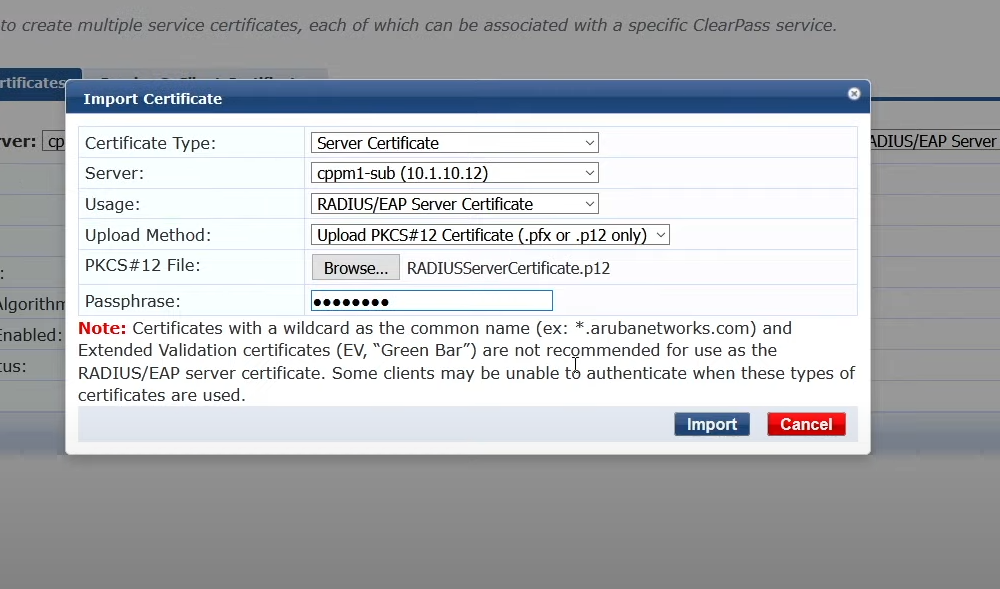 to create multiple service certificates, each of which can be associated with a specific ClearPass service.
rtificates
Import Certificate
ver: cp
ADIUS/EAP Server
Certificate Type: Server Certificate
Server: cppm1-sub (10.1.10.12)
Usage: RADIUS/EAP Server Certificate
Upload Method: Upload PKCS#12 Certificate (.pfx or .p12 only)
:
PKCS#12 File: Browse... RADIUSServerCertificate.p12
Algorithm
Passphrase: ●●●●●●●●
Enabled:
Note: Certificates with a wildcard as the common name (ex: *.arubanetworks.com) and
Extended Validation certificates (EV, “Green Bar”) are not recommended for use as the
tus:
RADIUS/EAP server certificate. Some clients may be unable to authenticate when these types of
certificates are used.
Import Cancel